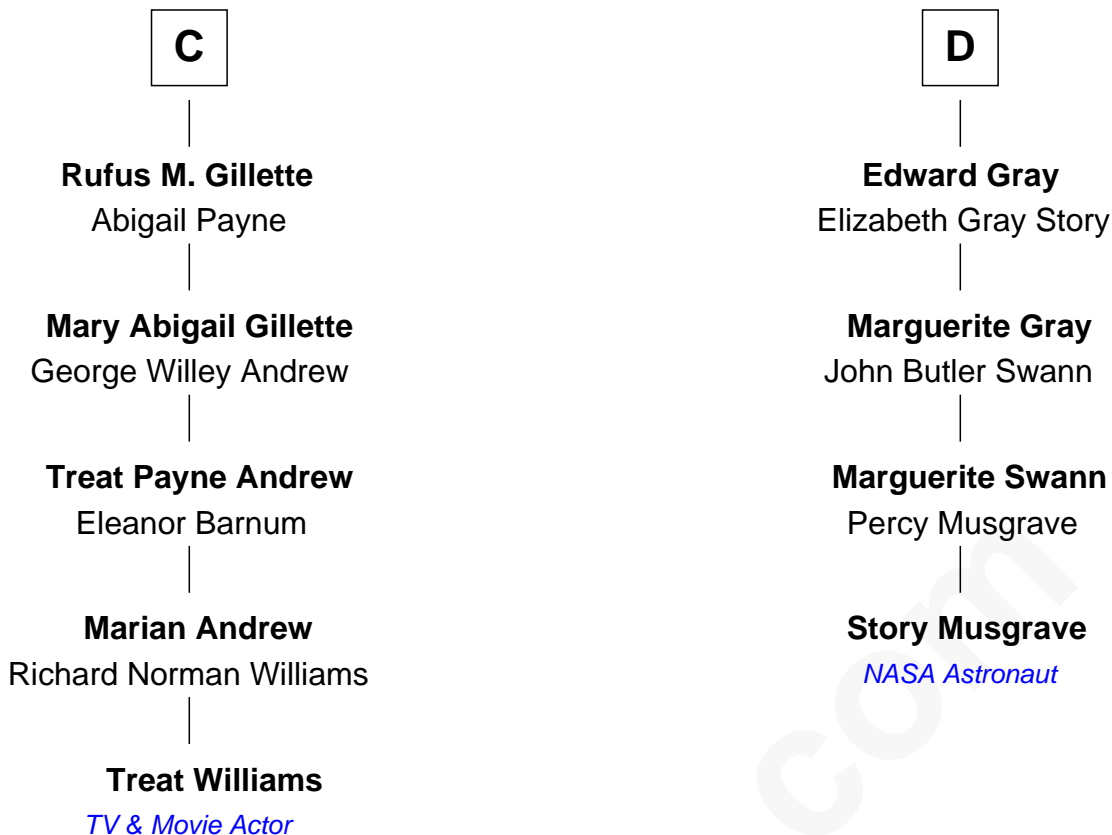 C
Rufus M. Gillette
Abigail Payne
Mary Abigail Gillette
George Willey Andrew
Treat Payne Andrew
Eleanor Barnum
Marian Andrew
Richard Norman Williams
Treat Williams
TV & Movie Actor
D
Edward Gray
Elizabeth Gray Story
Marguerite Gray
John Butler Swann
Marguerite Swann
Percy Musgrave
Story Musgrave
NASA Astronaut
com